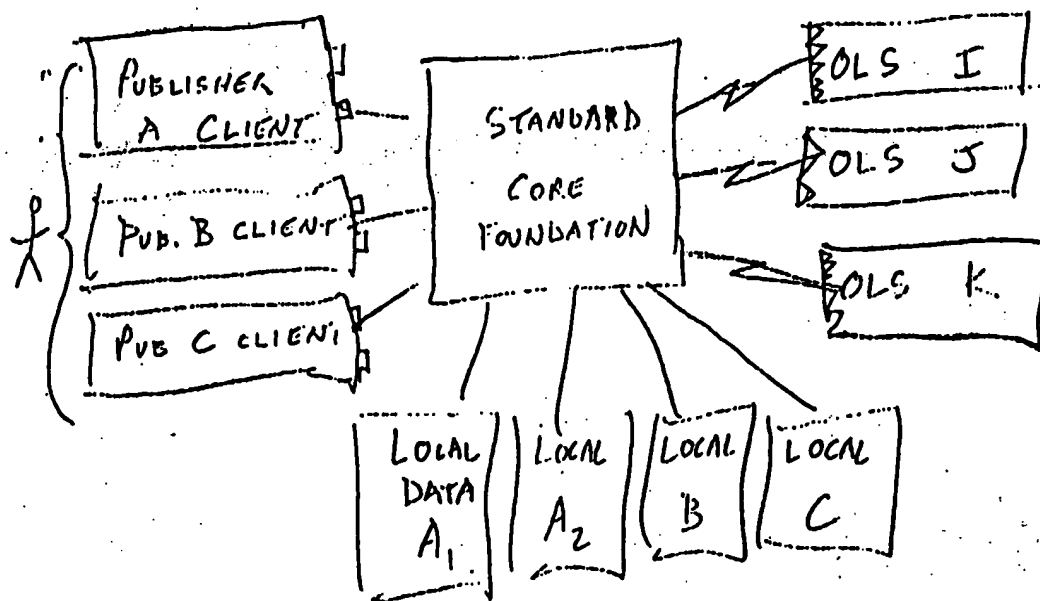 PUBLISHER
A CLIENT
PUB. B CLIENT
PUB C CLIENT
STANDARD
CORE
FOUNDATION
OLS I
OLS J
OLS K
LOCAL
DATA
A₁
LOCAL
A₂
LOCAL
B
LOCAL
C